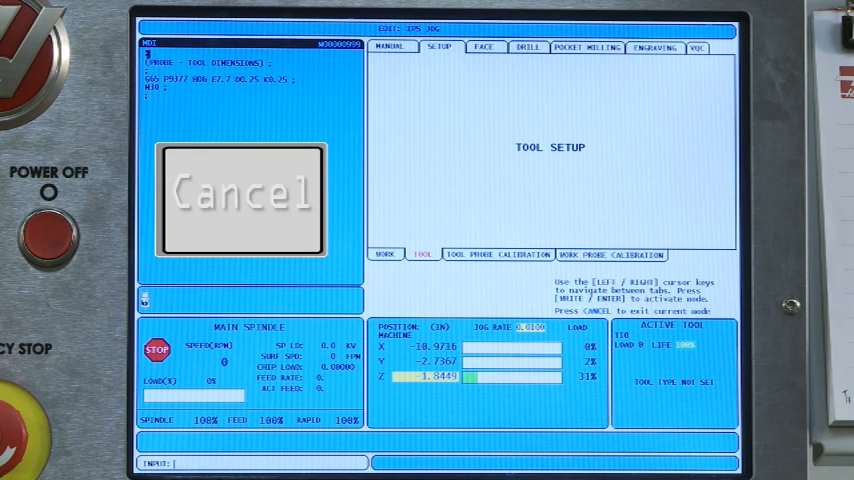 EDIT: IPS JOG
MDI N00000999
(PROBE - TOOL DIMENSIONS) ;
;
G65 P9377 H06 E7.7 D0.25 K0.25 ;
M30 ;
;
Cancel
MANUAL SETUP FACE DRILL POCKET MILLING ENGRAVING VQC
TOOL SETUP
WORK TOOL TOOL PROBE CALIBRATION WORK PROBE CALIBRATION
Use the [LEFT / RIGHT] cursor keys
to navigate between tabs. Press
[WRITE / ENTER] to activate mode.
Press CANCEL to exit current mode
POWER OFF
CY STOP
MAIN SPINDLE
STOP
SPEED(RPM)
0
LOAD(%) 0%
SP LD: 0.0 KV
SURF SPD: 0 FPM
CHIP LOAD: 0.00000
FEED RATE: 0.
ACT FEED: 0.
SPINDLE 100% FEED 100% RAPID 100%
POSITION: (IN) JOG RATE 0.0100 LOAD
MACHINE
X -10.9716 0%
Y -2.7367 2%
Z -1.8449 31%
ACTIVE TOOL
T10
LOAD 0 LIFE 100%
TOOL TYPE NOT SET
INPUT: